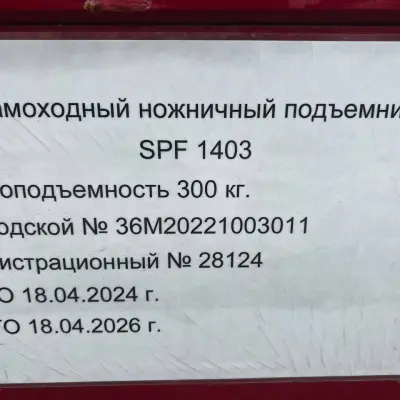 амоходный ножничный подъемни
SPF 1403
оподъемность 300 кг.
одской № 36M20221003011
истрационный № 28124
О 18.04.2024 г.
ТО 18.04.2026 г.